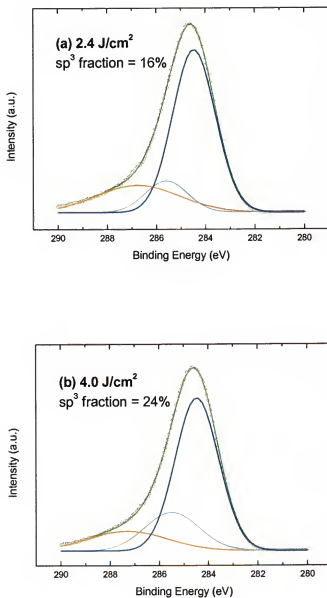 (a) 2.4 J/cm²
sp³ fraction = 16%
Intensity (a.u.)
290 288 286 284 282 280
Binding Energy (eV)
(b) 4.0 J/cm²
sp³ fraction = 24%
Intensity (a.u.)
290 288 286 284 282 280
Binding Energy (eV)